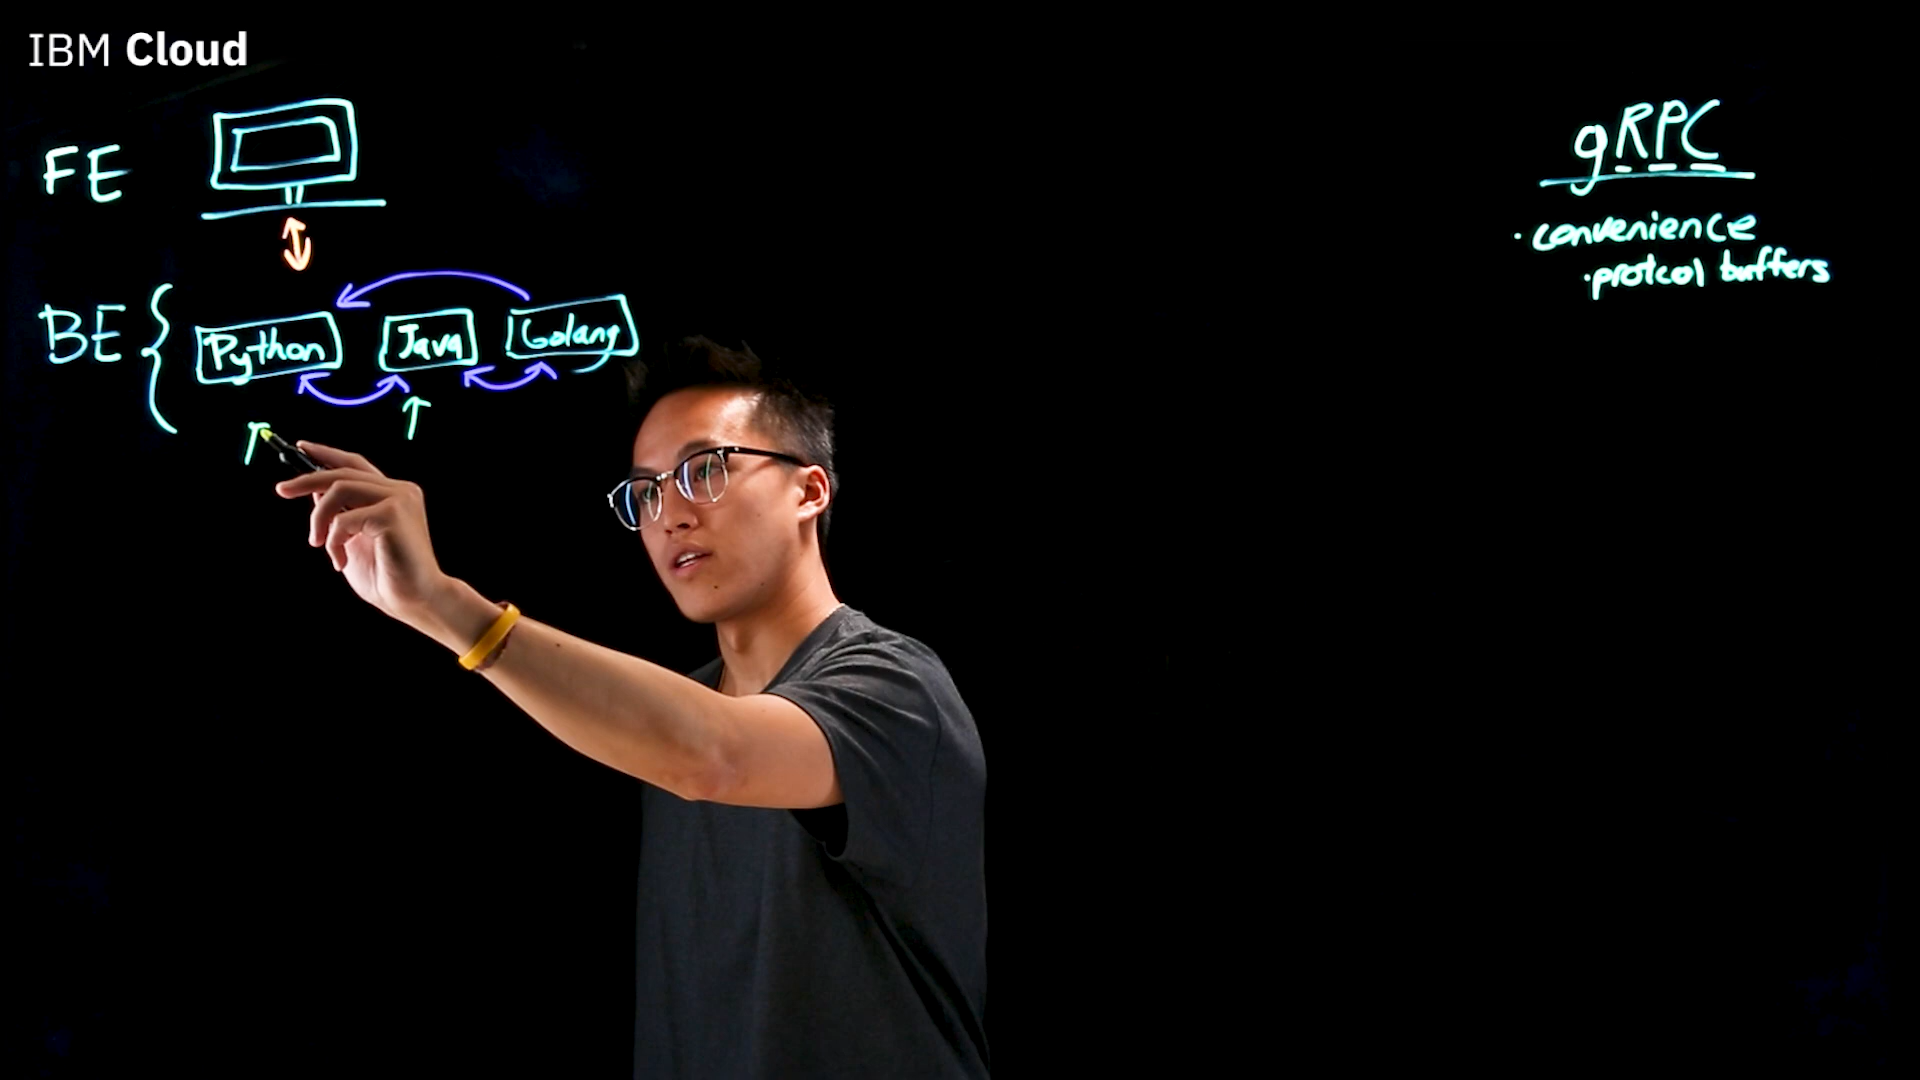 IBM Cloud
FE
BE
Python
Java
Golang
gRPC
· convenience
· protcol buffers